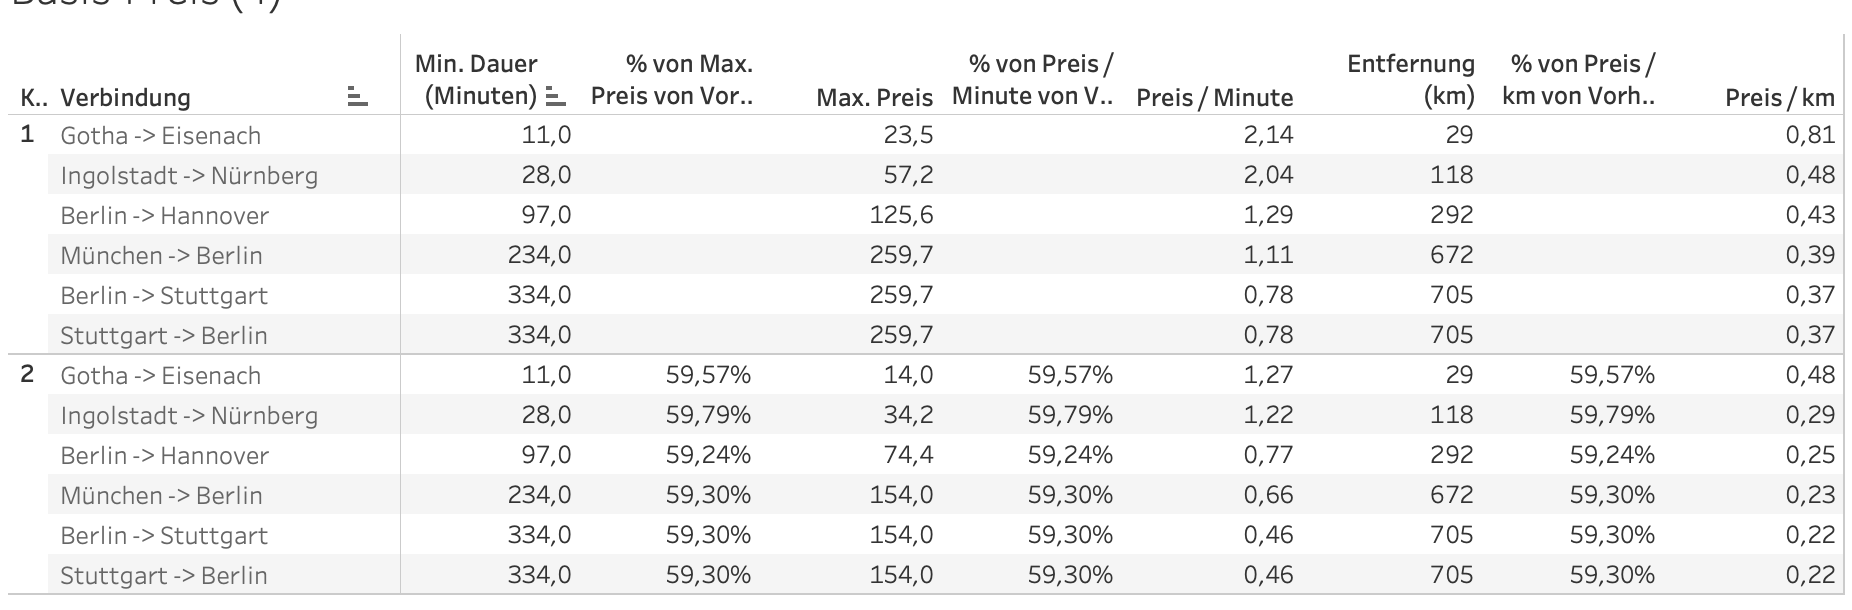 K.. Verbindung Min. Dauer (Minuten) % von Max. Preis von Vor.. Max. Preis % von Preis / Minute von V.. Preis / Minute Entfernung (km) % von Preis / km von Vorh.. Preis / km
1 Gotha -> Eisenach 11,0 23,5 2,14 29 0,81
Ingolstadt -> Nürnberg 28,0 57,2 2,04 118 0,48
Berlin -> Hannover 97,0 125,6 1,29 292 0,43
München -> Berlin 234,0 259,7 1,11 672 0,39
Berlin -> Stuttgart 334,0 259,7 0,78 705 0,37
Stuttgart -> Berlin 334,0 259,7 0,78 705 0,37
2 Gotha -> Eisenach 11,0 59,57% 14,0 59,57% 1,27 29 59,57% 0,48
Ingolstadt -> Nürnberg 28,0 59,79% 34,2 59,79% 1,22 118 59,79% 0,29
Berlin -> Hannover 97,0 59,24% 74,4 59,24% 0,77 292 59,24% 0,25
München -> Berlin 234,0 59,30% 154,0 59,30% 0,66 672 59,30% 0,23
Berlin -> Stuttgart 334,0 59,30% 154,0 59,30% 0,46 705 59,30% 0,22
Stuttgart -> Berlin 334,0 59,30% 154,0 59,30% 0,46 705 59,30% 0,22